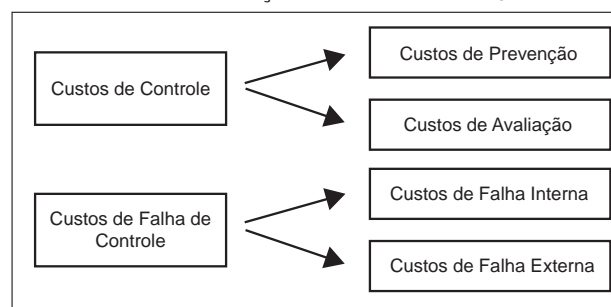 Custos de Controle
Custos de Prevenção
Custos de Avaliação
Custos de Falha de
Controle
Custos de Falha Interna
Custos de Falha Externa